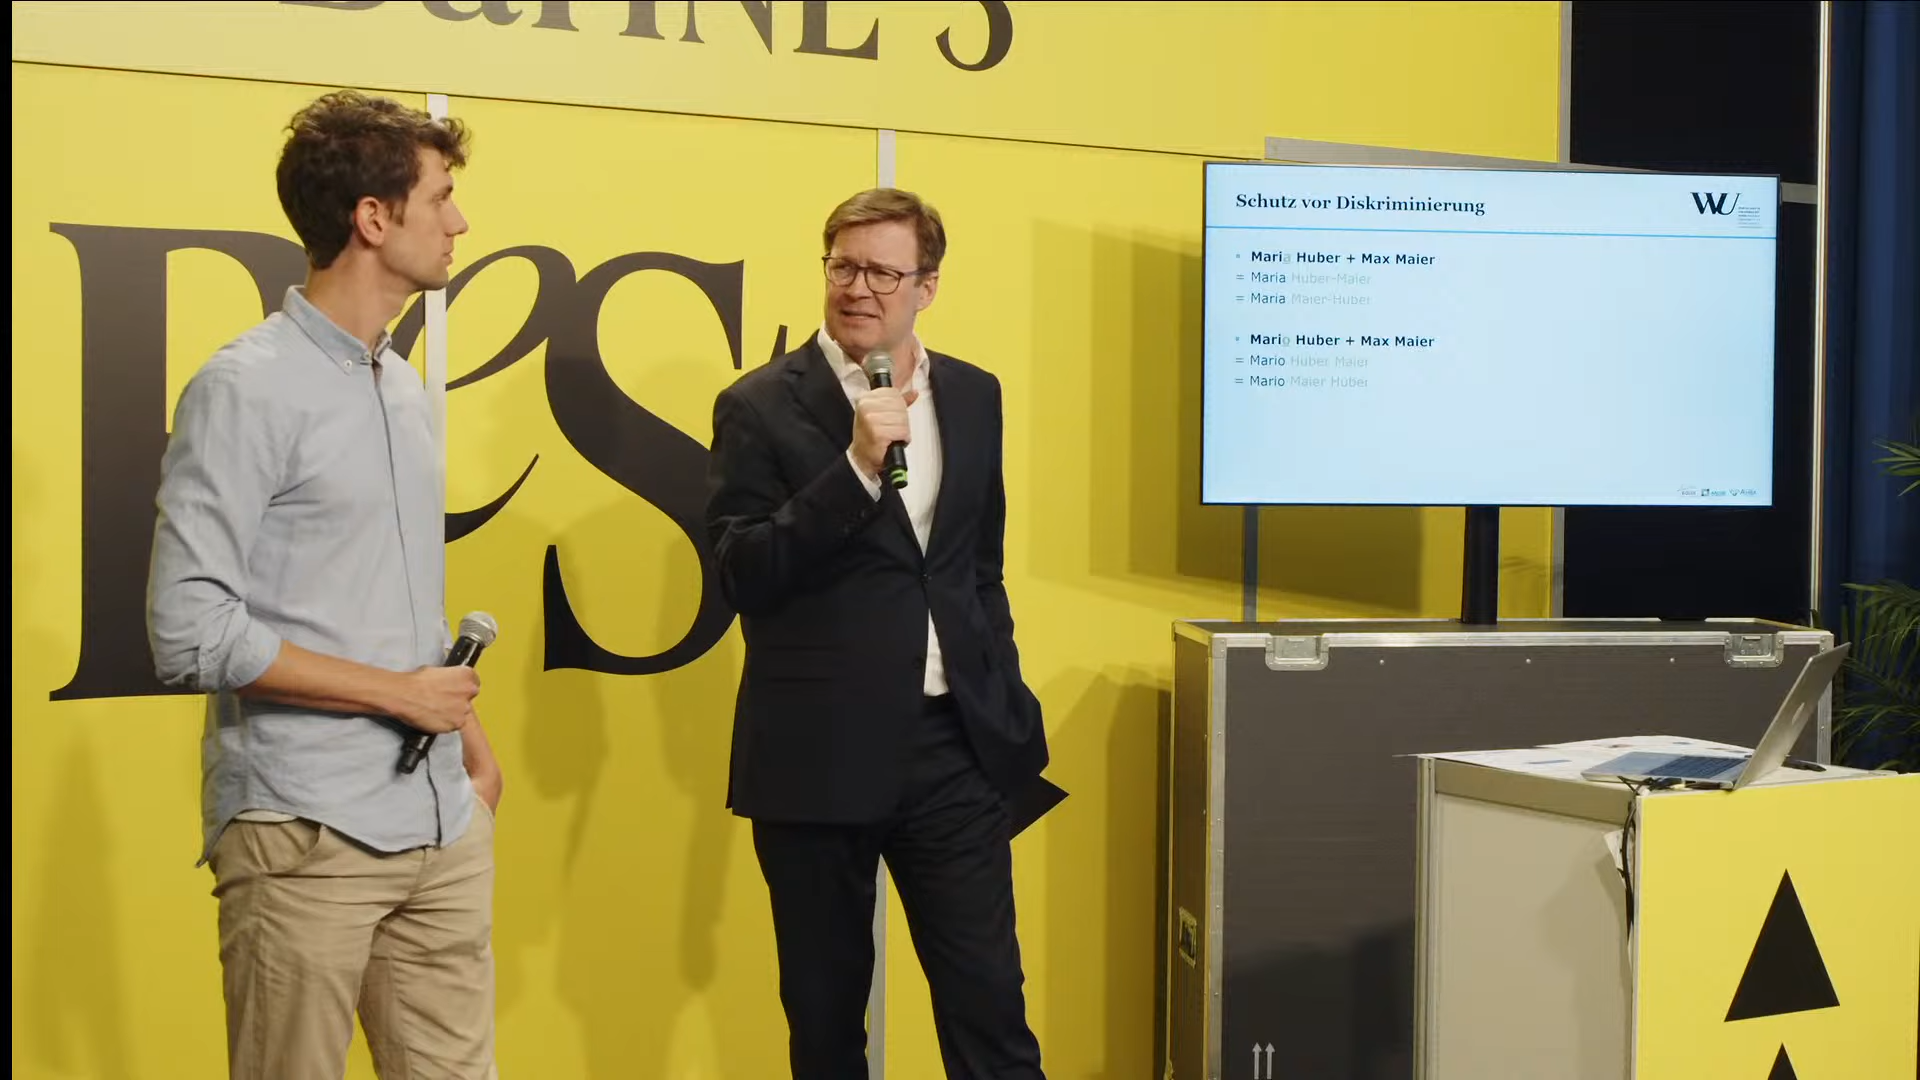 BeSt
Schutz vor Diskriminierung
WU
Maria Huber + Max Maier
= Maria Huber-Maier
= Maria Maier-Huber
Mario Huber + Max Maier
= Mario Huber Maier
= Mario Maier Huber